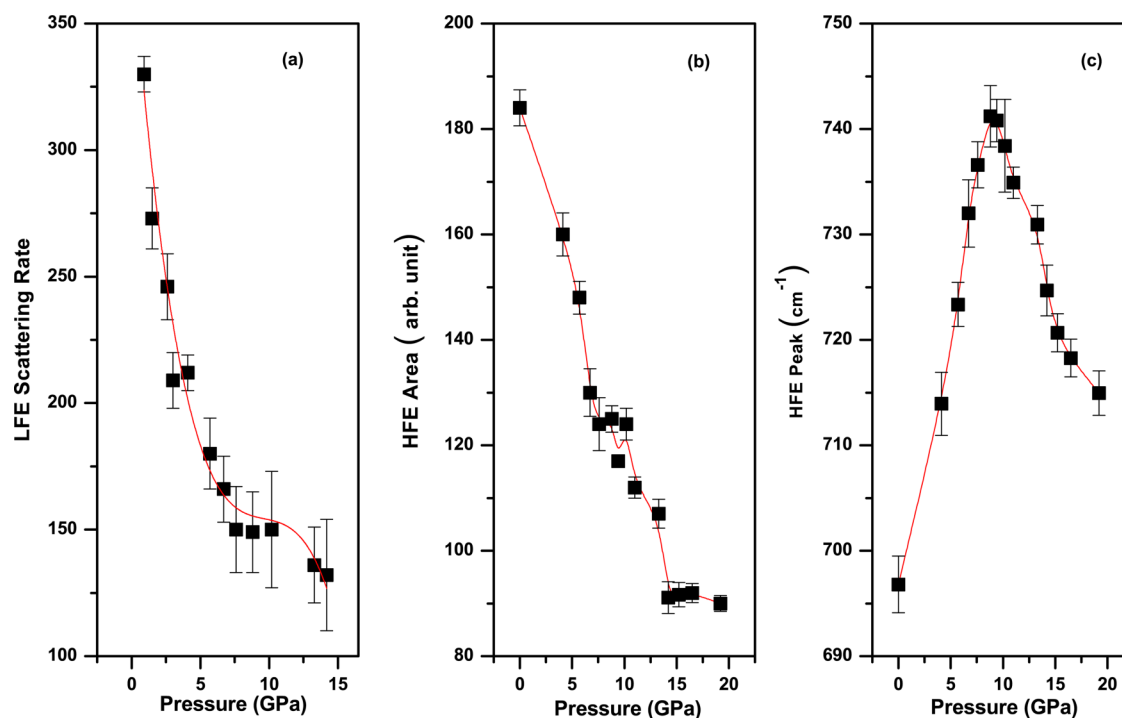 350
300
250
200
150
100
LFE Scattering Rate
(a)
0 5 10 15
Pressure (GPa)
200
180
160
140
120
100
80
HFE Area ( arb. unit)
(b)
0 5 10 15 20
Pressure (GPa)
750
740
730
720
710
700
690
HFE Peak (cm⁻¹)
(c)
0 5 10 15 20
Pressure (GPa)